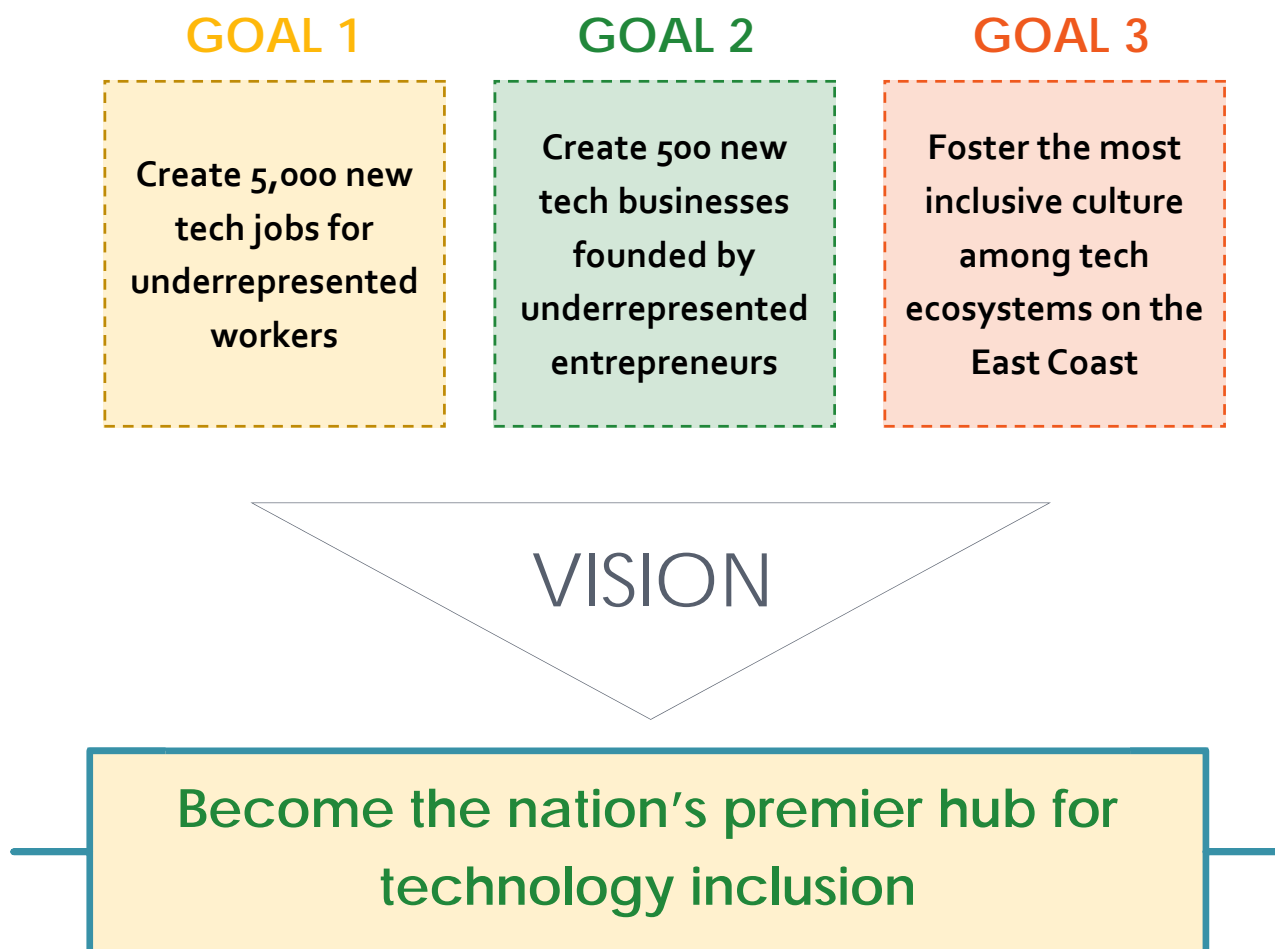 GOAL 1
Create 5,000 new
tech jobs for
underrepresented
workers
GOAL 2
Create 500 new
tech businesses
founded by
underrepresented
entrepreneurs
GOAL 3
Foster the most
inclusive culture
among tech
ecosystems on the
East Coast
VISION
Become the nation's premier hub for
technology inclusion